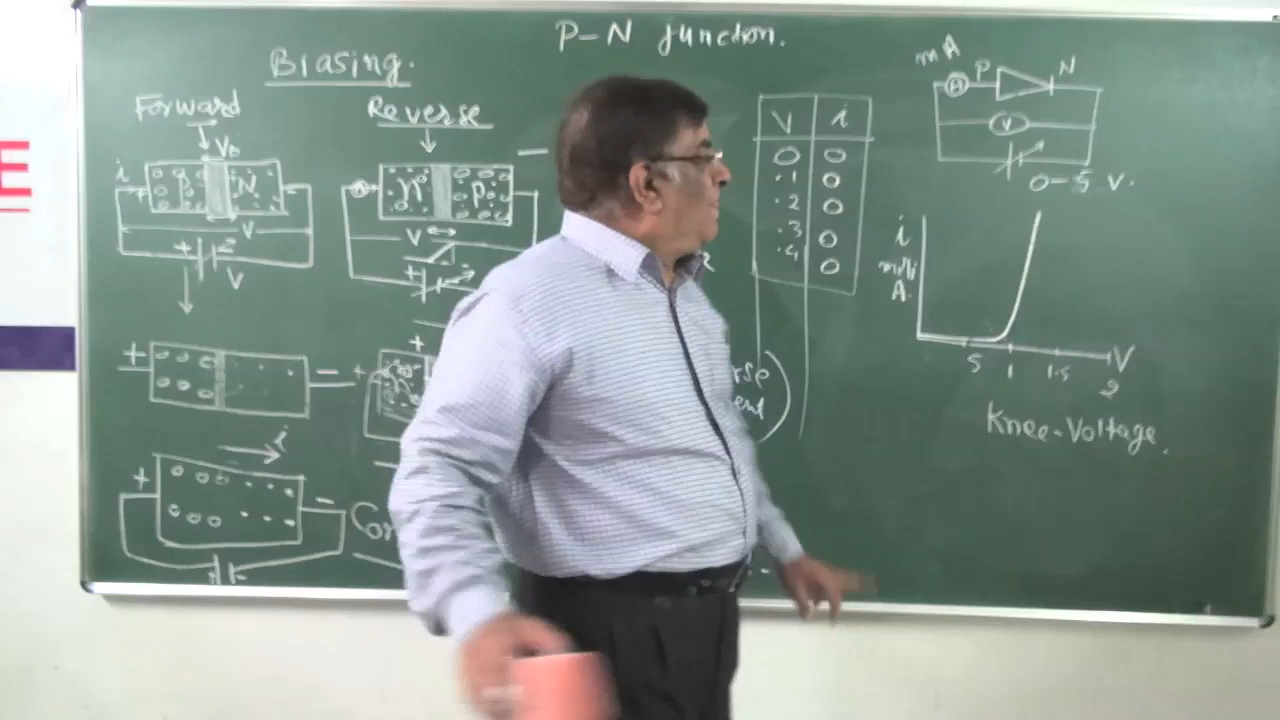 P-N junction.
Biasing.
Forward
Reverse
V₀
i
P
N
V
+
-
V
A
n
P
V
+
-
-
+
-
+
+
i
+
-
Con
V i
0 0
.1 0
.2 0
.3 0
.4 0
mA
P
N
A
V
0-5 V.
i
milli
A.
5
1
1.5
2
V
Knee-Voltage.
E